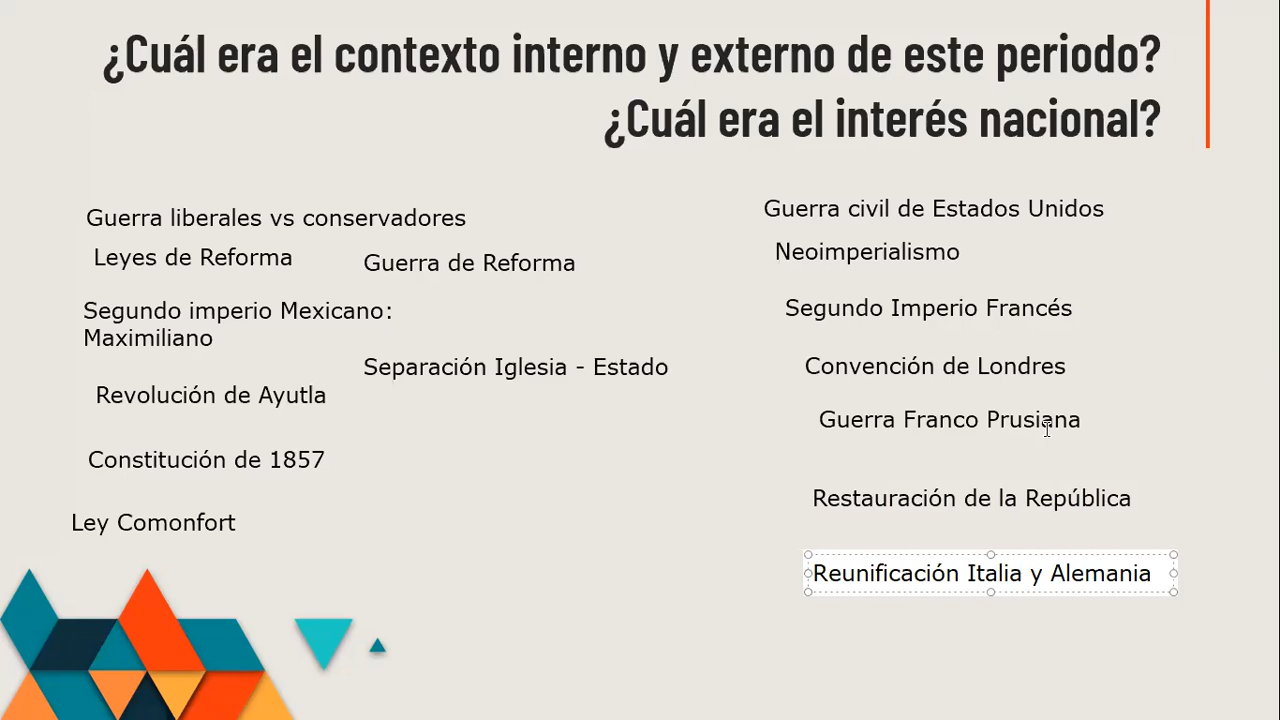 ¿Cuál era el contexto interno y externo de este periodo?
¿Cuál era el interés nacional?
Guerra liberales vs conservadores
Leyes de Reforma
Guerra de Reforma
Segundo imperio Mexicano:
Maximiliano
Separación Iglesia - Estado
Revolución de Ayutla
Constitución de 1857
Ley Comonfort
Guerra civil de Estados Unidos
Neoimperialismo
Segundo Imperio Francés
Convención de Londres
Guerra Franco Prusiana
Restauración de la República
Reunificación Italia y Alemania